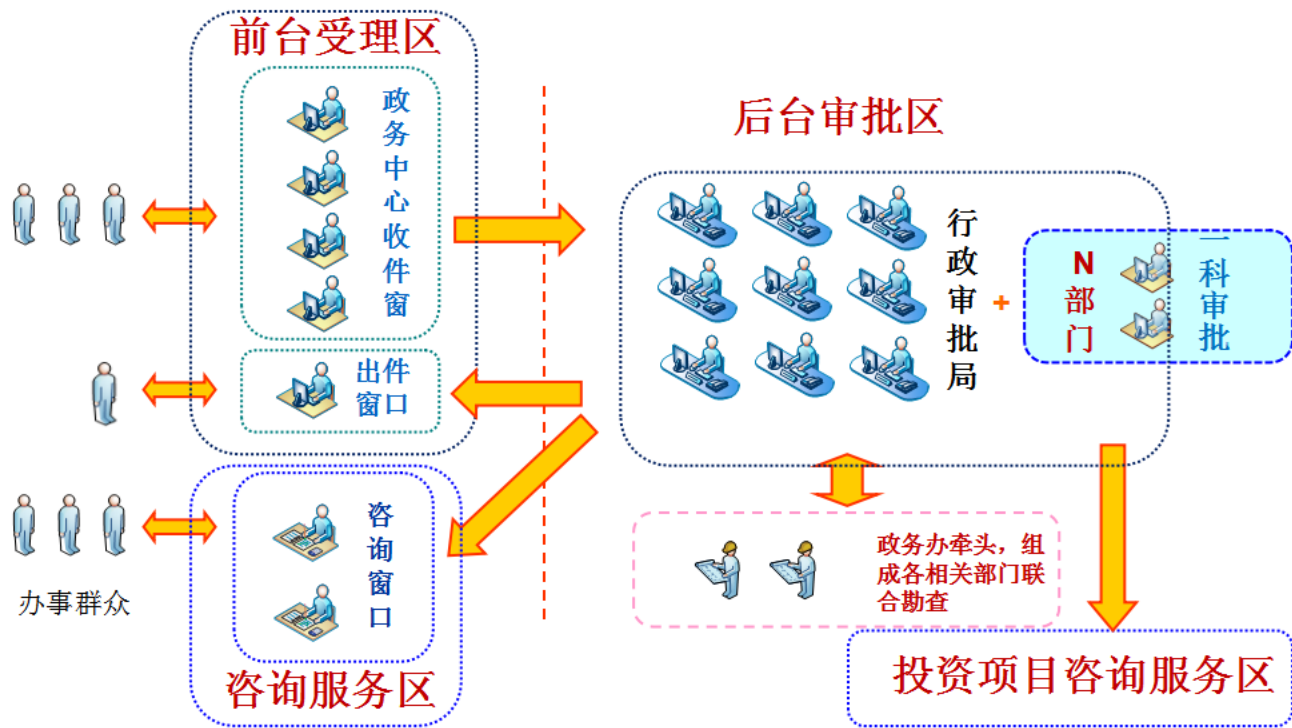 前台受理区
政务中心收件窗
出件
窗口
咨询窗口
咨询服务区
办事群众
后台审批区
行政审批局
+
N
部门
一科审批
政务办牵头，组
成各相关部门联
合勘查
投资项目咨询服务区